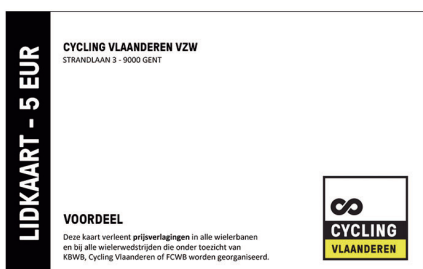 LIDKAART - 5 EUR
CYCLING VLAANDEREN VZW
STRANDLAAN 3 - 9000 GENT
VOORDEEL
Deze kaart verleent prijsverlagingen in alle wielerbanen
en bij alle wielerwedstrijden die onder toezicht van
KBWB, Cycling Vlaanderen of FCWB worden georganiseerd.
CYCLING
VLAANDEREN